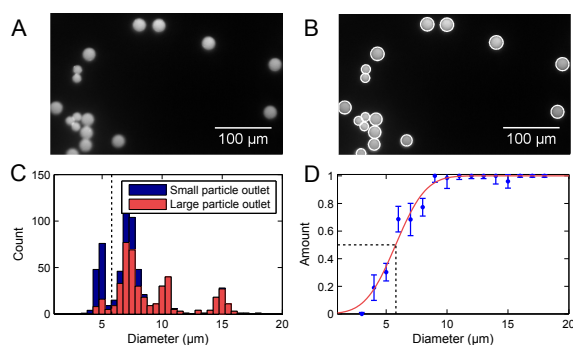 A
B
100 µm
100 µm
C
D
150
100
50
0
Count
Small particle outlet
Large particle outlet
5
10
15
20
Diameter (µm)
1
0.8
0.6
0.4
0.2
0
Amount
5
10
15
20
Diameter (µm)